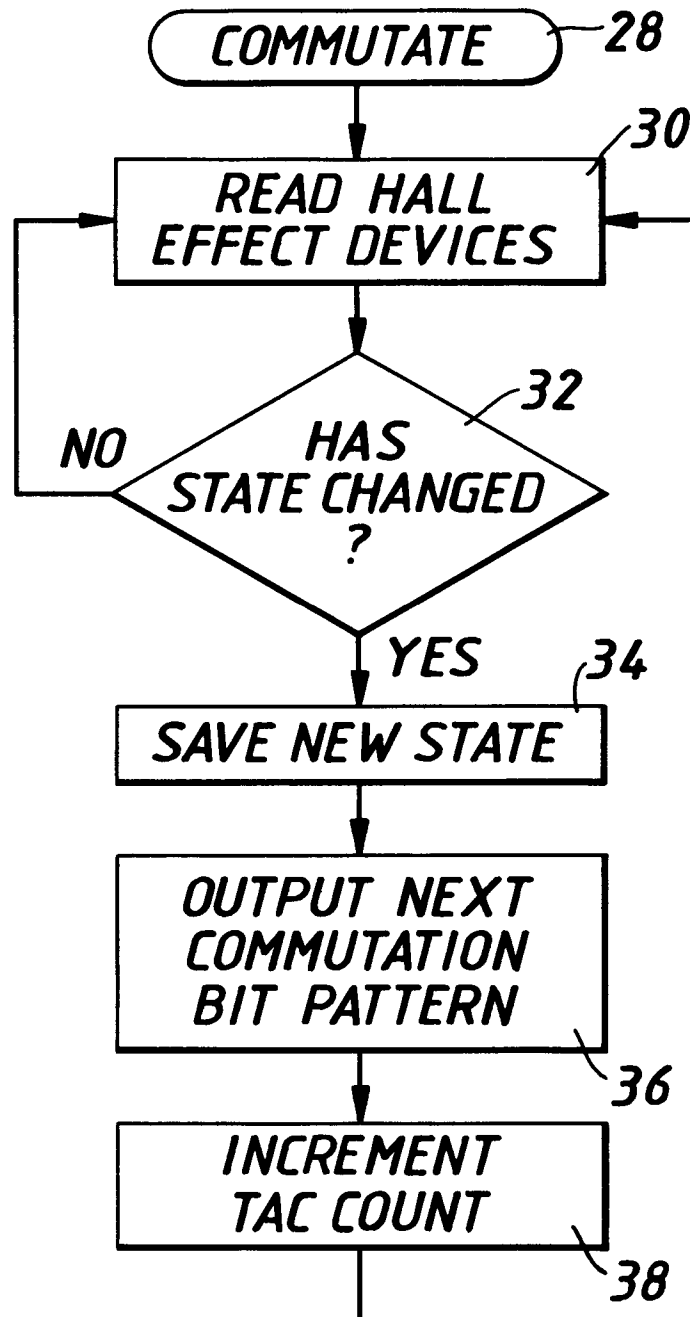 COMMUTATE
28
30
READ HALL
EFFECT DEVICES
32
HAS
STATE CHANGED
?
NO
YES
34
SAVE NEW STATE
OUTPUT NEXT
COMMUTATION
BIT PATTERN
36
INCREMENT
TAC COUNT
38